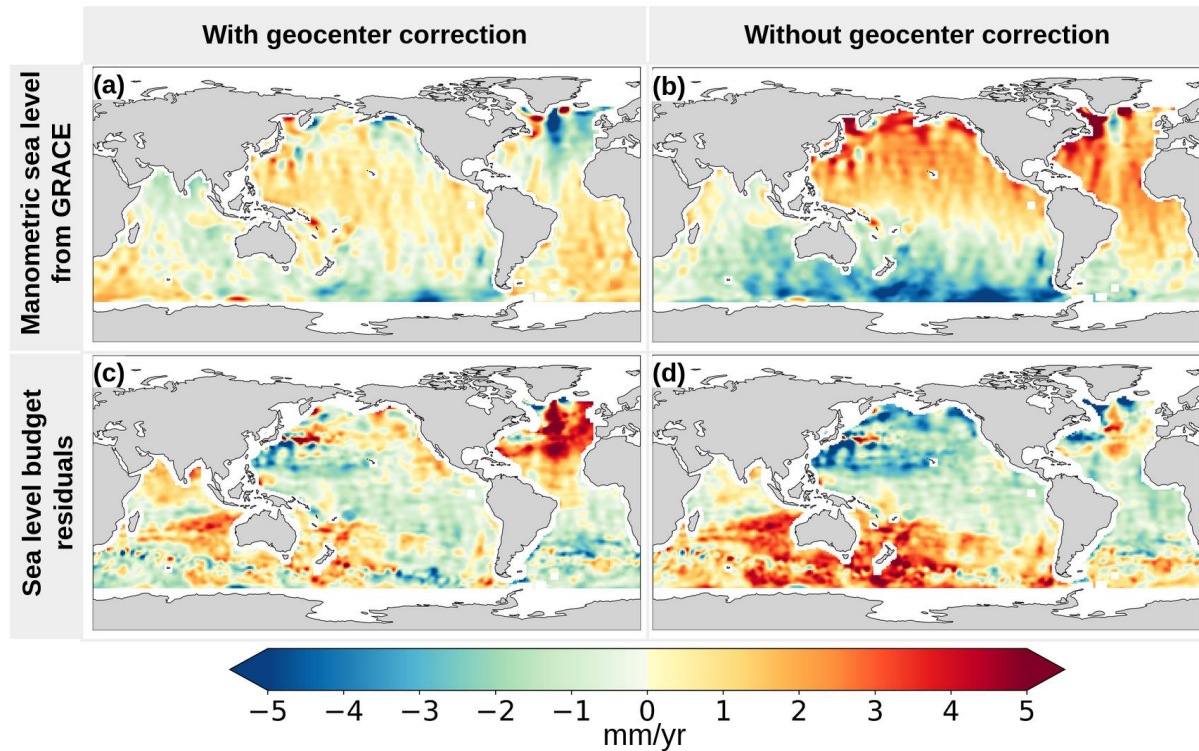 With geocenter correction
Without geocenter correction
Manometric sea level
from GRACE
(a)
(b)
Sea level budget
residuals
(c)
(d)
−5 −4 −3 −2 −1 0 1 2 3 4 5
mm/yr